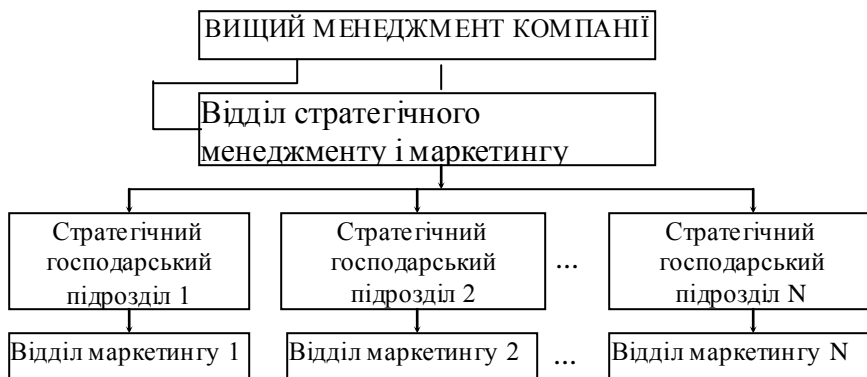 ВИЩИЙ МЕНЕДЖМЕНТ КОМПАНІЇ
Відділ стратегічного
менеджменту і маркетингу
Стратегічний
господарський
підрозділ 1
Стратегічний
господарський
підрозділ 2
...
Стратегічний
господарський
підрозділ N
Відділ маркетингу 1
Відділ маркетингу 2
...
Відділ маркетингу N